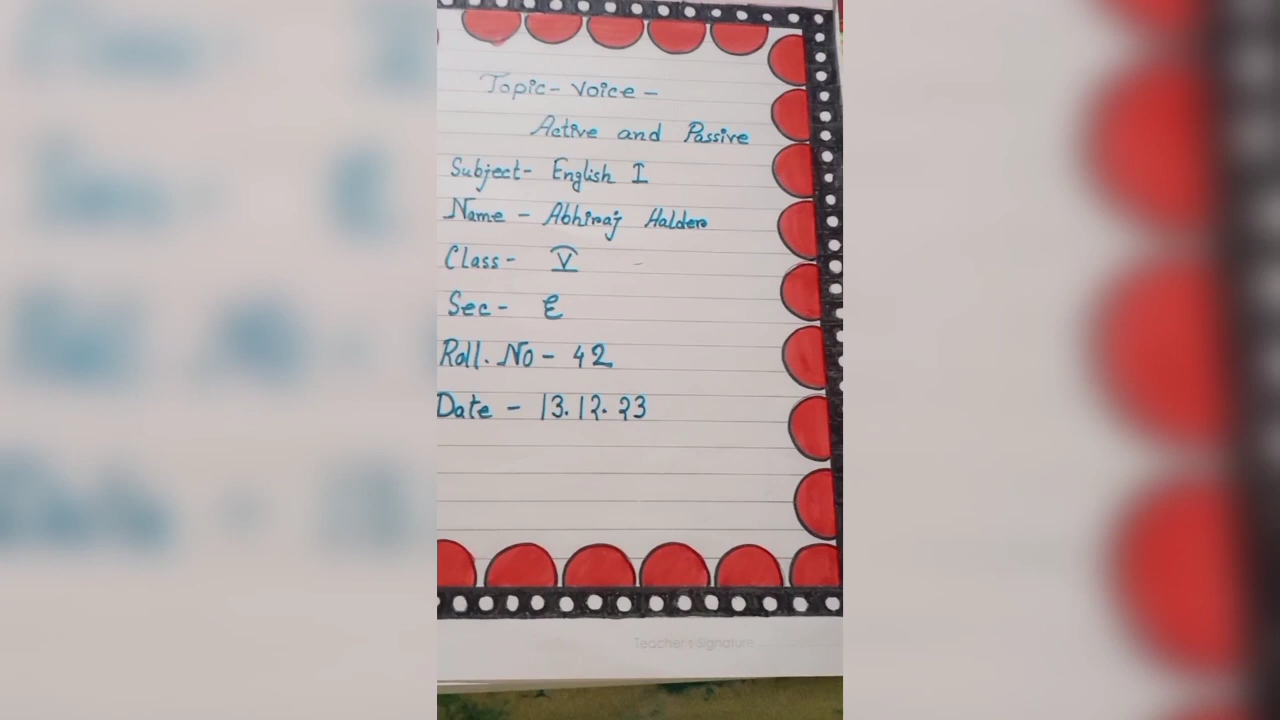 Topic - Voice -
Active and Passive
Subject - English I
Name - Abhiraj Halder
Class - V
Sec - E
Roll. No - 42
Date - 13.12.23
Teacher's Signature